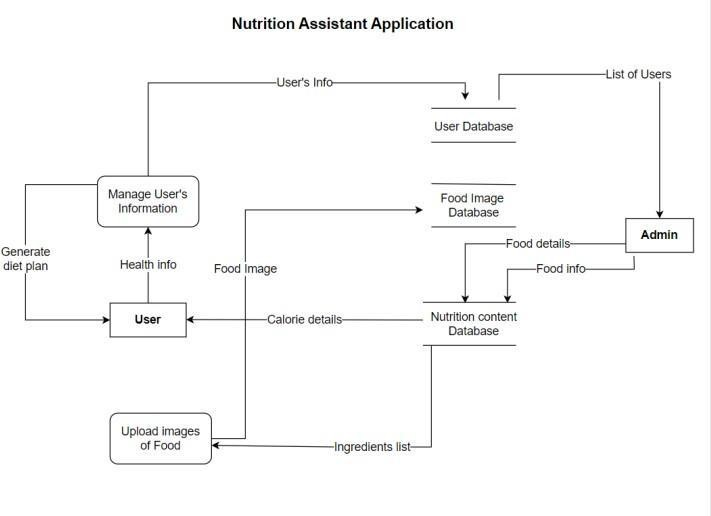 Nutrition Assistant Application
User's Info
List of Users
User Database
Manage User's
Information
Food Image
Database
Admin
Food details
Generate
diet plan
Health info
Food Image
Food info
User
Calorie details
Nutrition content
Database
Upload images
of Food
Ingredients list